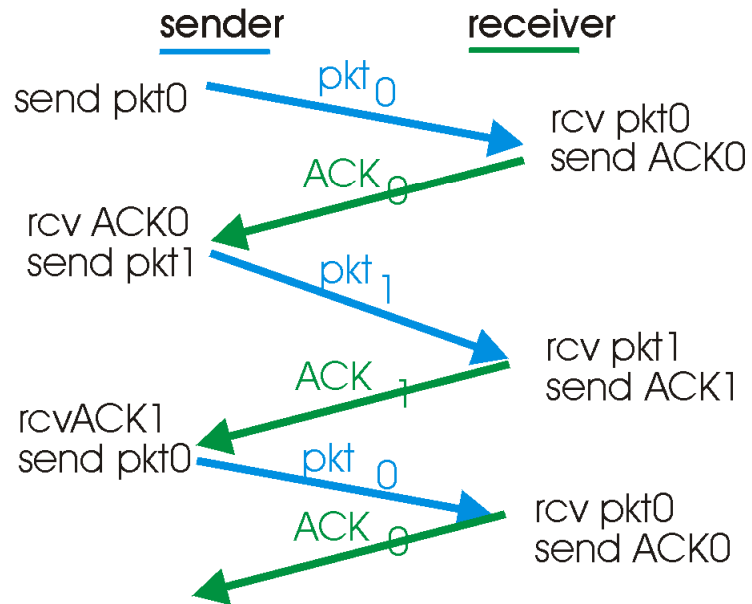 sender
receiver
pkt0
send pkt0
rcv pkt0
send ACK0
ACK0
rcv ACK0
send pkt1
pkt1
rcv pkt1
send ACK1
ACK1
rcvACK1
send pkt0
pkt0
rcv pkt0
send ACK0
ACK0